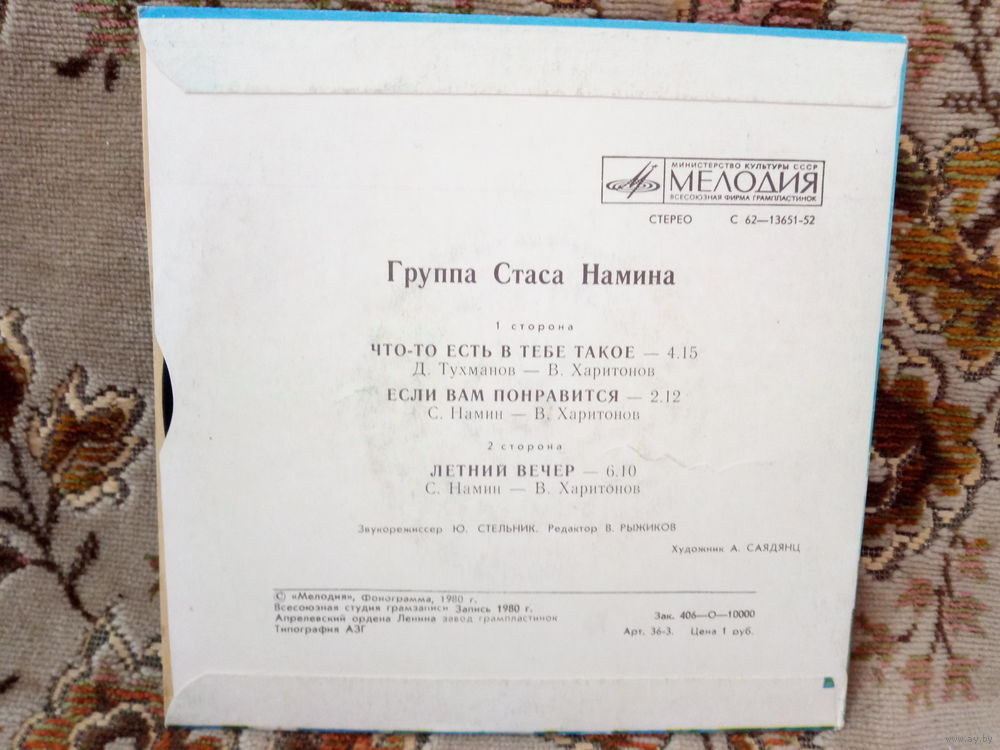 МИНИСТЕРСТВО КУЛЬТУРЫ СССР
МЕЛОДИЯ
ВСЕСОЮЗНАЯ ФИРМА ГРАМПЛАСТИНОК
СТЕРЕО С 62—13651-52
Группа Стаса Намина
1 сторона
ЧТО-ТО ЕСТЬ В ТЕБЕ ТАКОЕ — 4.15
Д. Тухманов — В. Харитонов
ЕСЛИ ВАМ ПОНРАВИТСЯ — 2.12
С. Намин — В. Харитонов
2 сторона
ЛЕТНИЙ ВЕЧЕР — 6.10
С. Намин — В. Харитонов
Звукорежиссер Ю. СТЕЛЬНИК. Редактор В. РЫЖИКОВ
Художник А. САЯДЯНЦ
© «Мелодия», Фонограмма, 1980 г.
Всесоюзная студия грамзаписи Запись 1980 г.
Апрелевский ордена Ленина завод грампластинок
Типография АЗГ
Зак. 406—О—10000
Арт. 36-3. Цена 1 руб.
www.ay.by